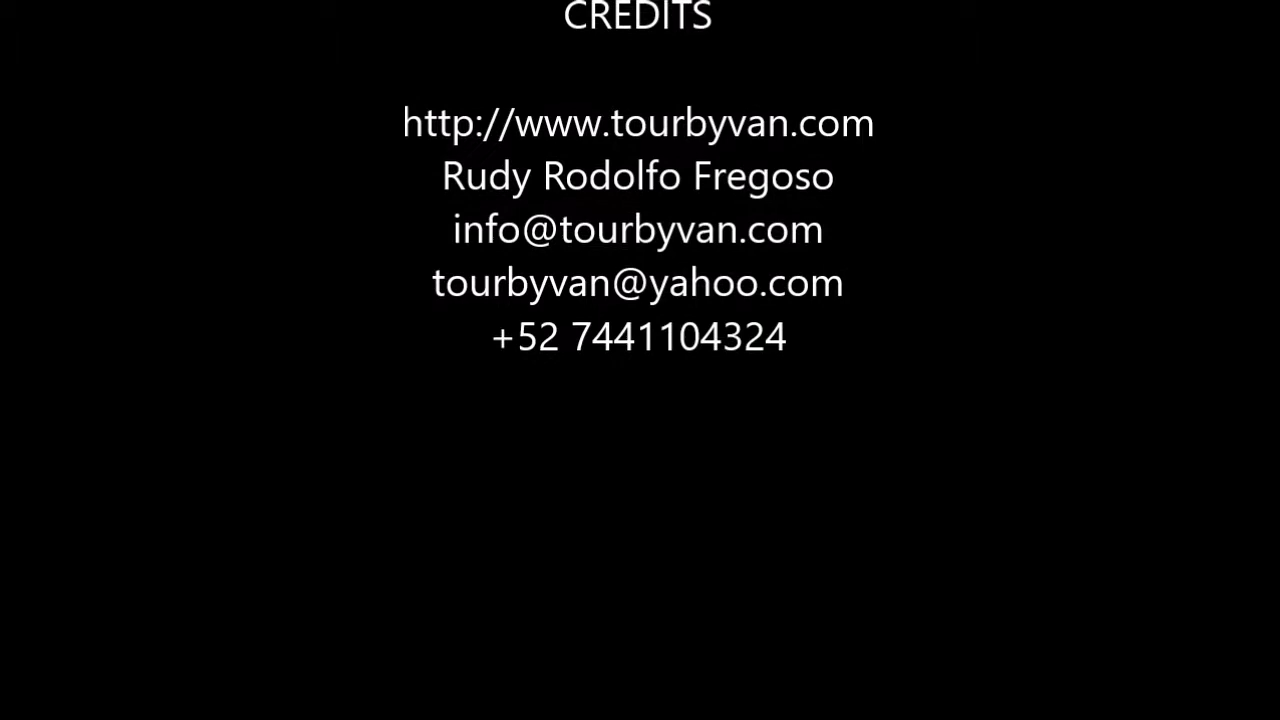 CREDITS
http://www.tourbyvan.com
Rudy Rodolfo Fregoso
info@tourbyvan.com
tourbyvan@yahoo.com
+52 7441104324